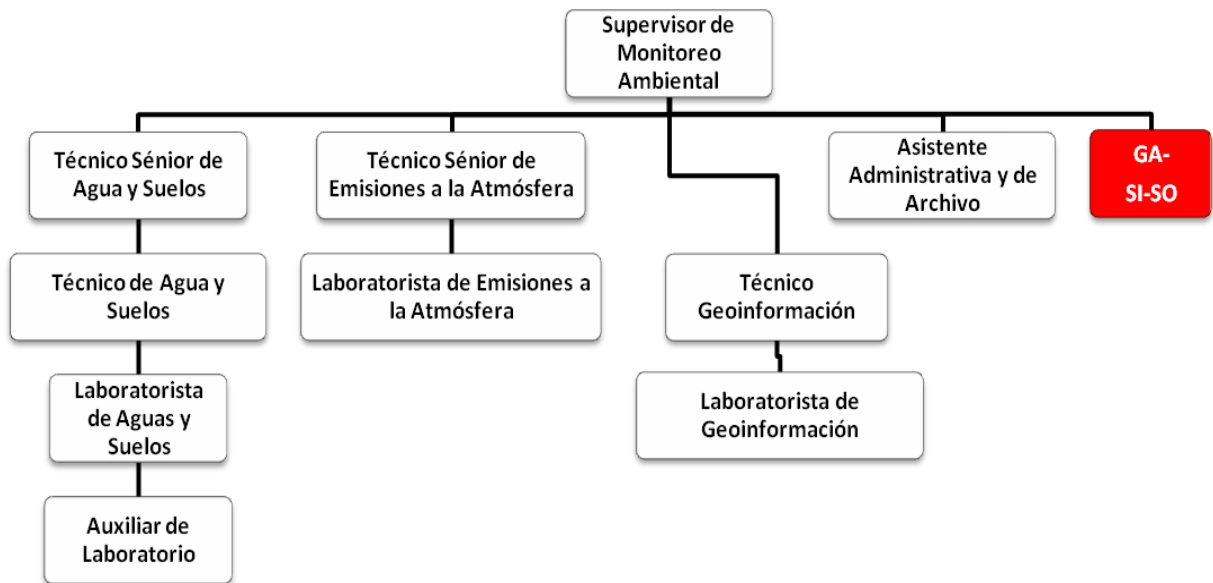 Supervisor de
Monitoreo
Ambiental
Técnico Sénior de
Agua y Suelos
Técnico Sénior de
Emisiones a la Atmósfera
Asistente
Administrativa y de
Archivo
GA-
SI-SO
Técnico de Agua y
Suelos
Laboratorista de Emisiones a
la Atmósfera
Técnico
Geoinformación
Laboratorista
de Aguas y
Suelos
Laboratorista de
Geoinformación
Auxiliar de
Laboratorio